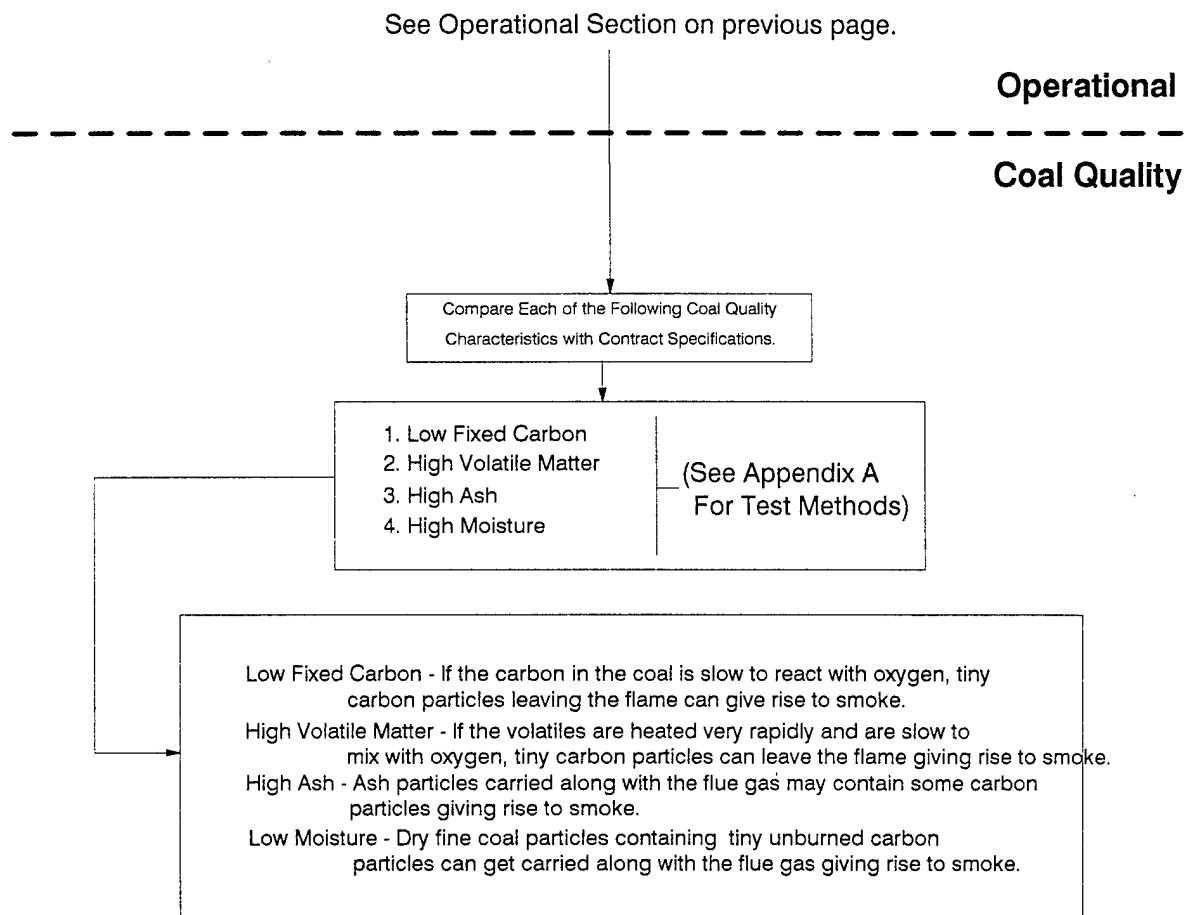 See Operational Section on previous page.
Operational
Coal Quality
Compare Each of the Following Coal Quality
Characteristics with Contract Specifications.
1. Low Fixed Carbon
2. High Volatile Matter
3. High Ash
4. High Moisture
(See Appendix A
For Test Methods)
Low Fixed Carbon - If the carbon in the coal is slow to react with oxygen, tiny
carbon particles leaving the flame can give rise to smoke.
High Volatile Matter - If the volatiles are heated very rapidly and are slow to
mix with oxygen, tiny carbon particles can leave the flame giving rise to smoke.
High Ash - Ash particles carried along with the flue gas may contain some carbon
particles giving rise to smoke.
Low Moisture - Dry fine coal particles containing tiny unburned carbon
particles can get carried along with the flue gas giving rise to smoke.